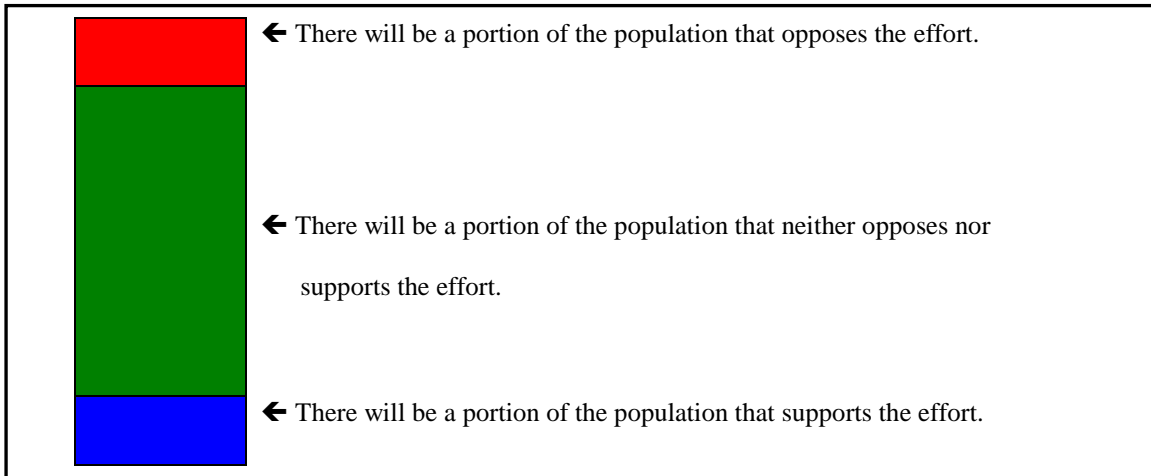 🡨 There will be a portion of the population that opposes the effort.
🡨 There will be a portion of the population that neither opposes nor
supports the effort.
🡨 There will be a portion of the population that supports the effort.